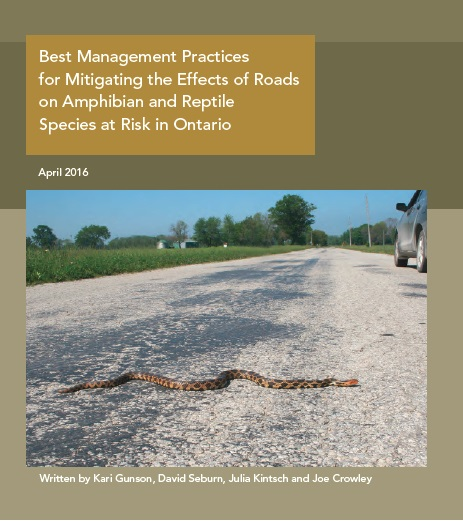 Best Management Practices
for Mitigating the Effects of Roads
on Amphibian and Reptile
Species at Risk in Ontario
April 2016
Written by Kari Gunson, David Seburn, Julia Kintsch and Joe Crowley